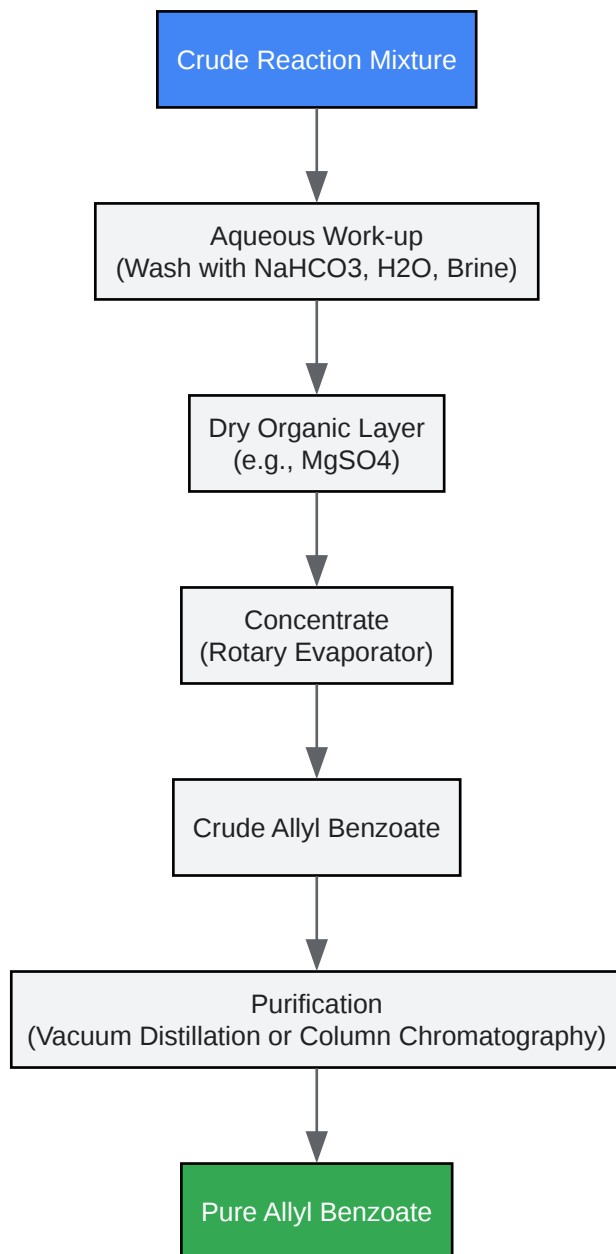 Crude Reaction Mixture
Aqueous Work-up
(Wash with NaHCO3, H2O, Brine)
Dry Organic Layer
(e.g., MgSO4)
Concentrate
(Rotary Evaporator)
Crude Allyl Benzoate
Purification
(Vacuum Distillation or Column Chromatography)
Pure Allyl Benzoate